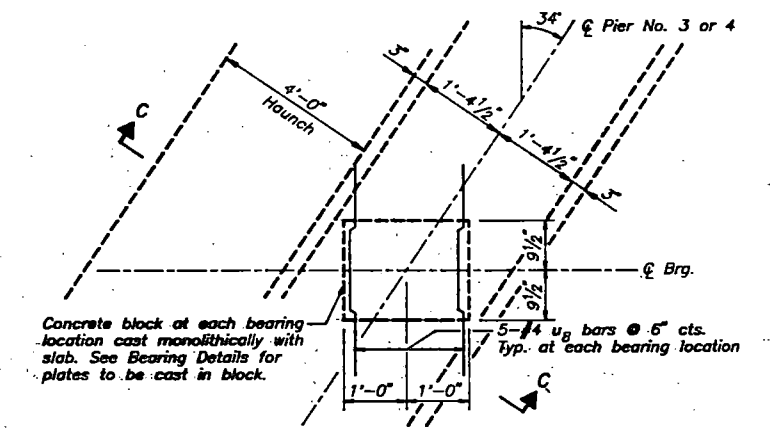 34°
℄ Pier No. 3 or 4
3"
1'-4½"
1'-4½"
3"
4'-0"
Haunch
C
9½"
9½"
℄ Brg.
Concrete block at each bearing
location cast monolithically with
slab. See Bearing Details for
plates to be cast in block.
5-#4 u8 bars @ 6" cts.
Typ. at each bearing location
1'-0"
1'-0"
C